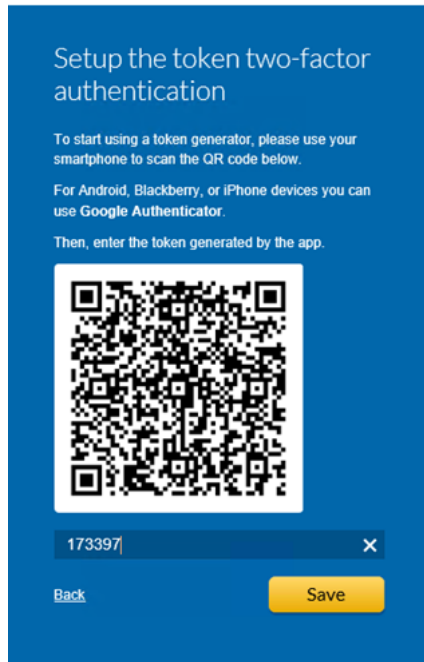 Setup the token two-factor
authentication
To start using a token generator, please use your
smartphone to scan the QR code below.
For Android, Blackberry, or iPhone devices you can
use Google Authenticator.
Then, enter the token generated by the app.
173397
Back
Save